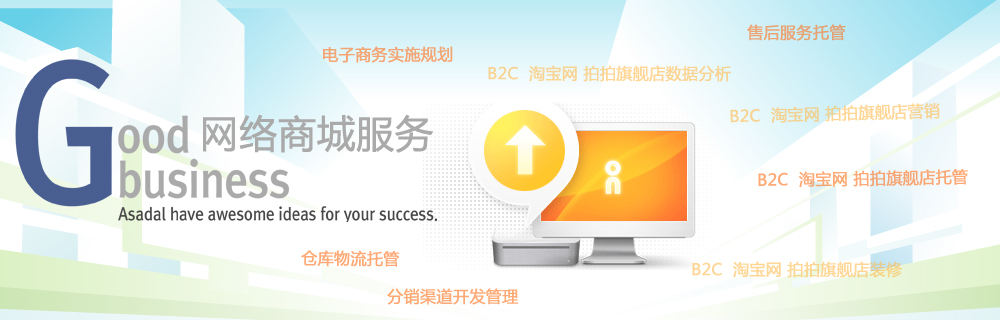 售后服务托管
电子商务实施规划
B2C 淘宝网 拍拍旗舰店数据分析
B2C 淘宝网 拍拍旗舰店营销
Good 网络商城服务
business
Asadal have awesome ideas for your success.
B2C 淘宝网 拍拍旗舰店托管
仓库物流托管
B2C 淘宝网 拍拍旗舰店装修
分销渠道开发管理